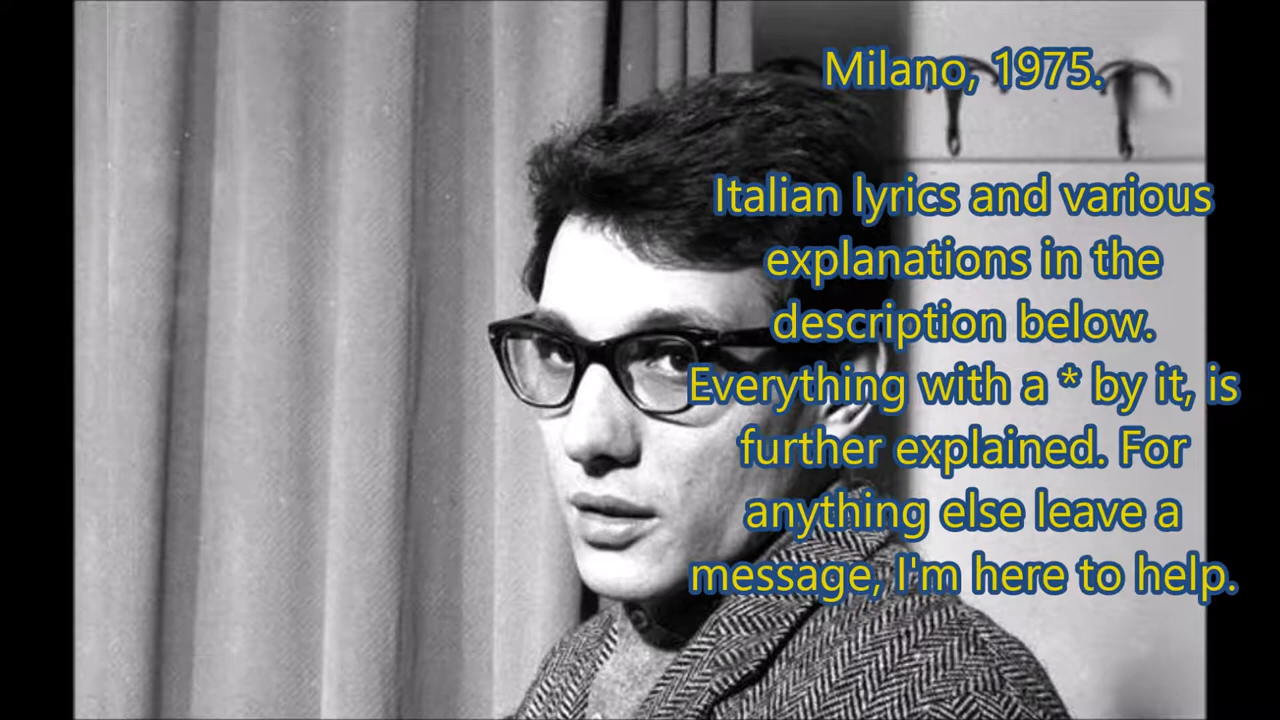 Milano, 1975.
Italian lyrics and various
explanations in the
description below.
Everything with a * by it, is
further explained. For
anything else leave a
message, I'm here to help.